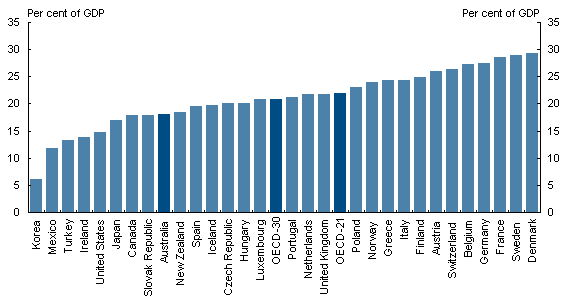 Per cent of GDP Per cent of GDP
35 35
30 30
25 25
20 20
15 15
10 10
5 5
0 0
Korea
Mexico
Turkey
Ireland
United States
Japan
Canada
Slovak Republic
Australia
New Zealand
Spain
Iceland
Czech Republic
Hungary
Luxembourg
OECD-30
Portugal
Netherlands
United Kingdom
OECD-21
Poland
Norway
Greece
Italy
Finland
Austria
Switzerland
Belgium
Germany
France
Sweden
Denmark